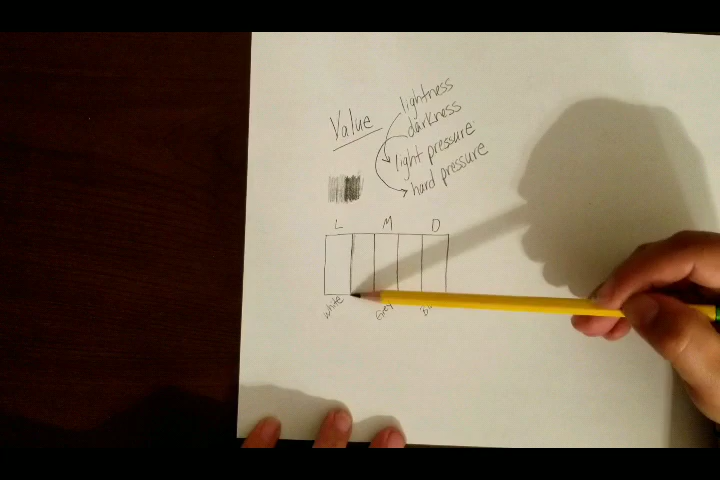 Value
lightness
darkness
light pressure
hard pressure
L M D
White Grey